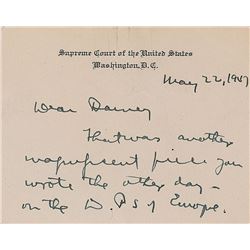 Supreme Court of the United States
Washington, D.C.
May 22, 1947
Dear
That was another
magnificent piece you
wrote the other day—
on the D. P's of Europe.